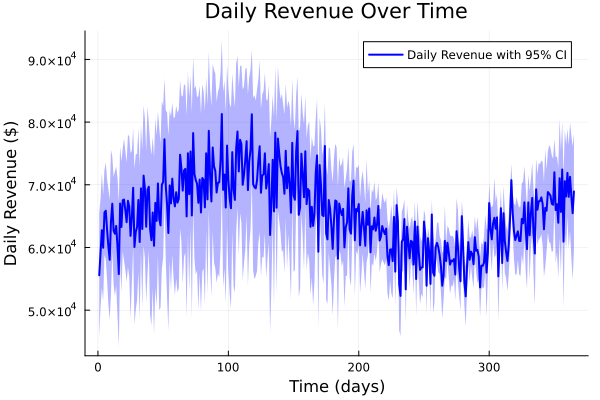 Daily Revenue Over Time
Daily Revenue with 95% CI
Daily Revenue ($)
9.0×10⁴
8.0×10⁴
7.0×10⁴
6.0×10⁴
5.0×10⁴
0 100 200 300
Time (days)